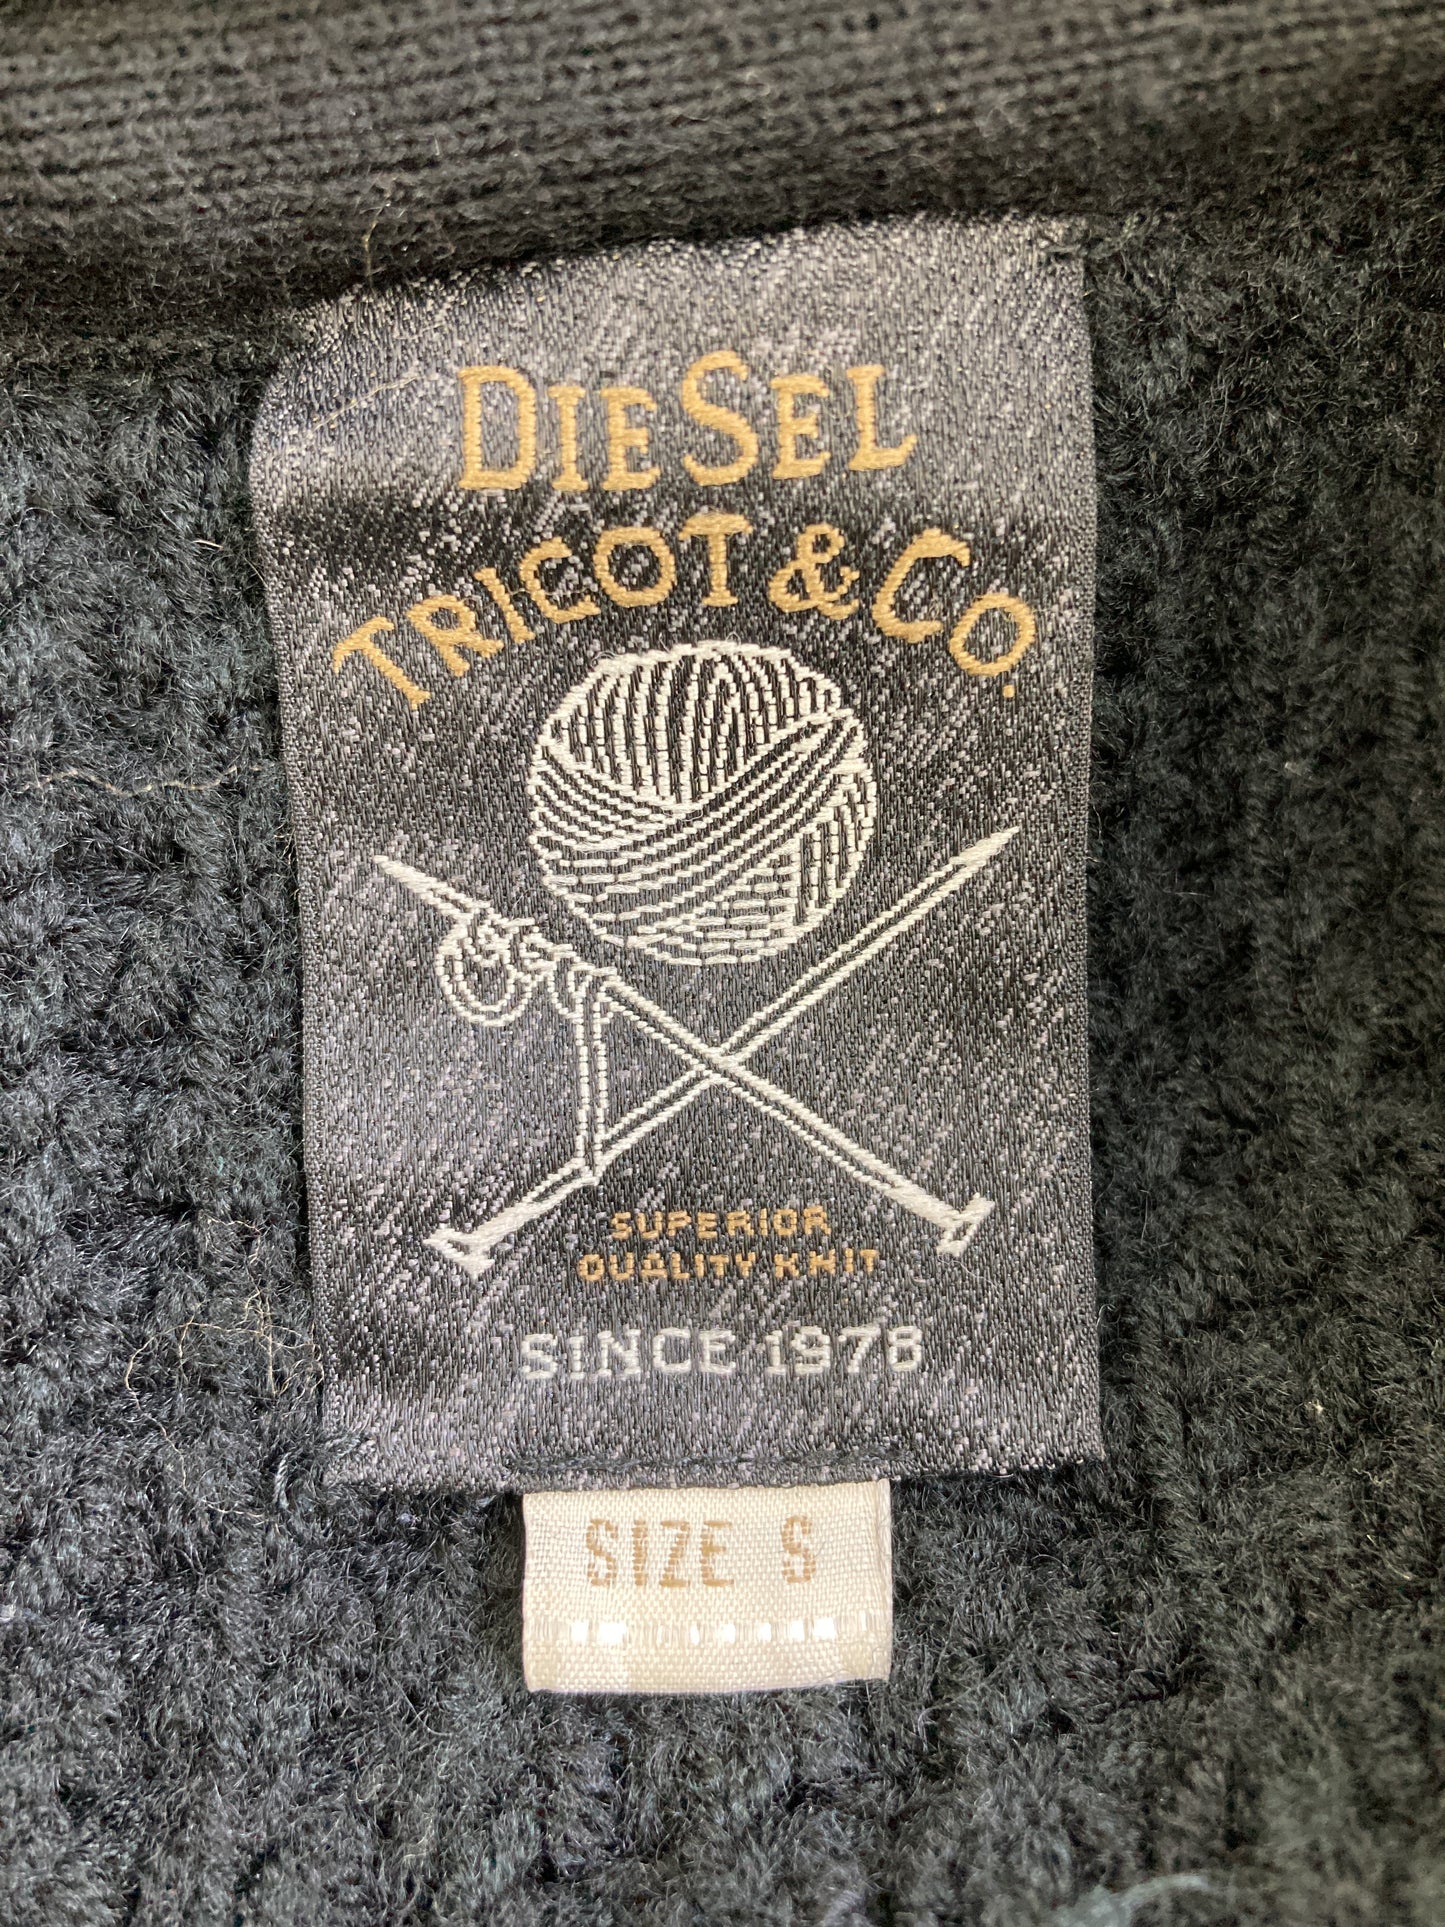 DIESEL
TRICOT & CO.
SUPERIOR
QUALITY KNIT
SINCE 1978
SIZE S